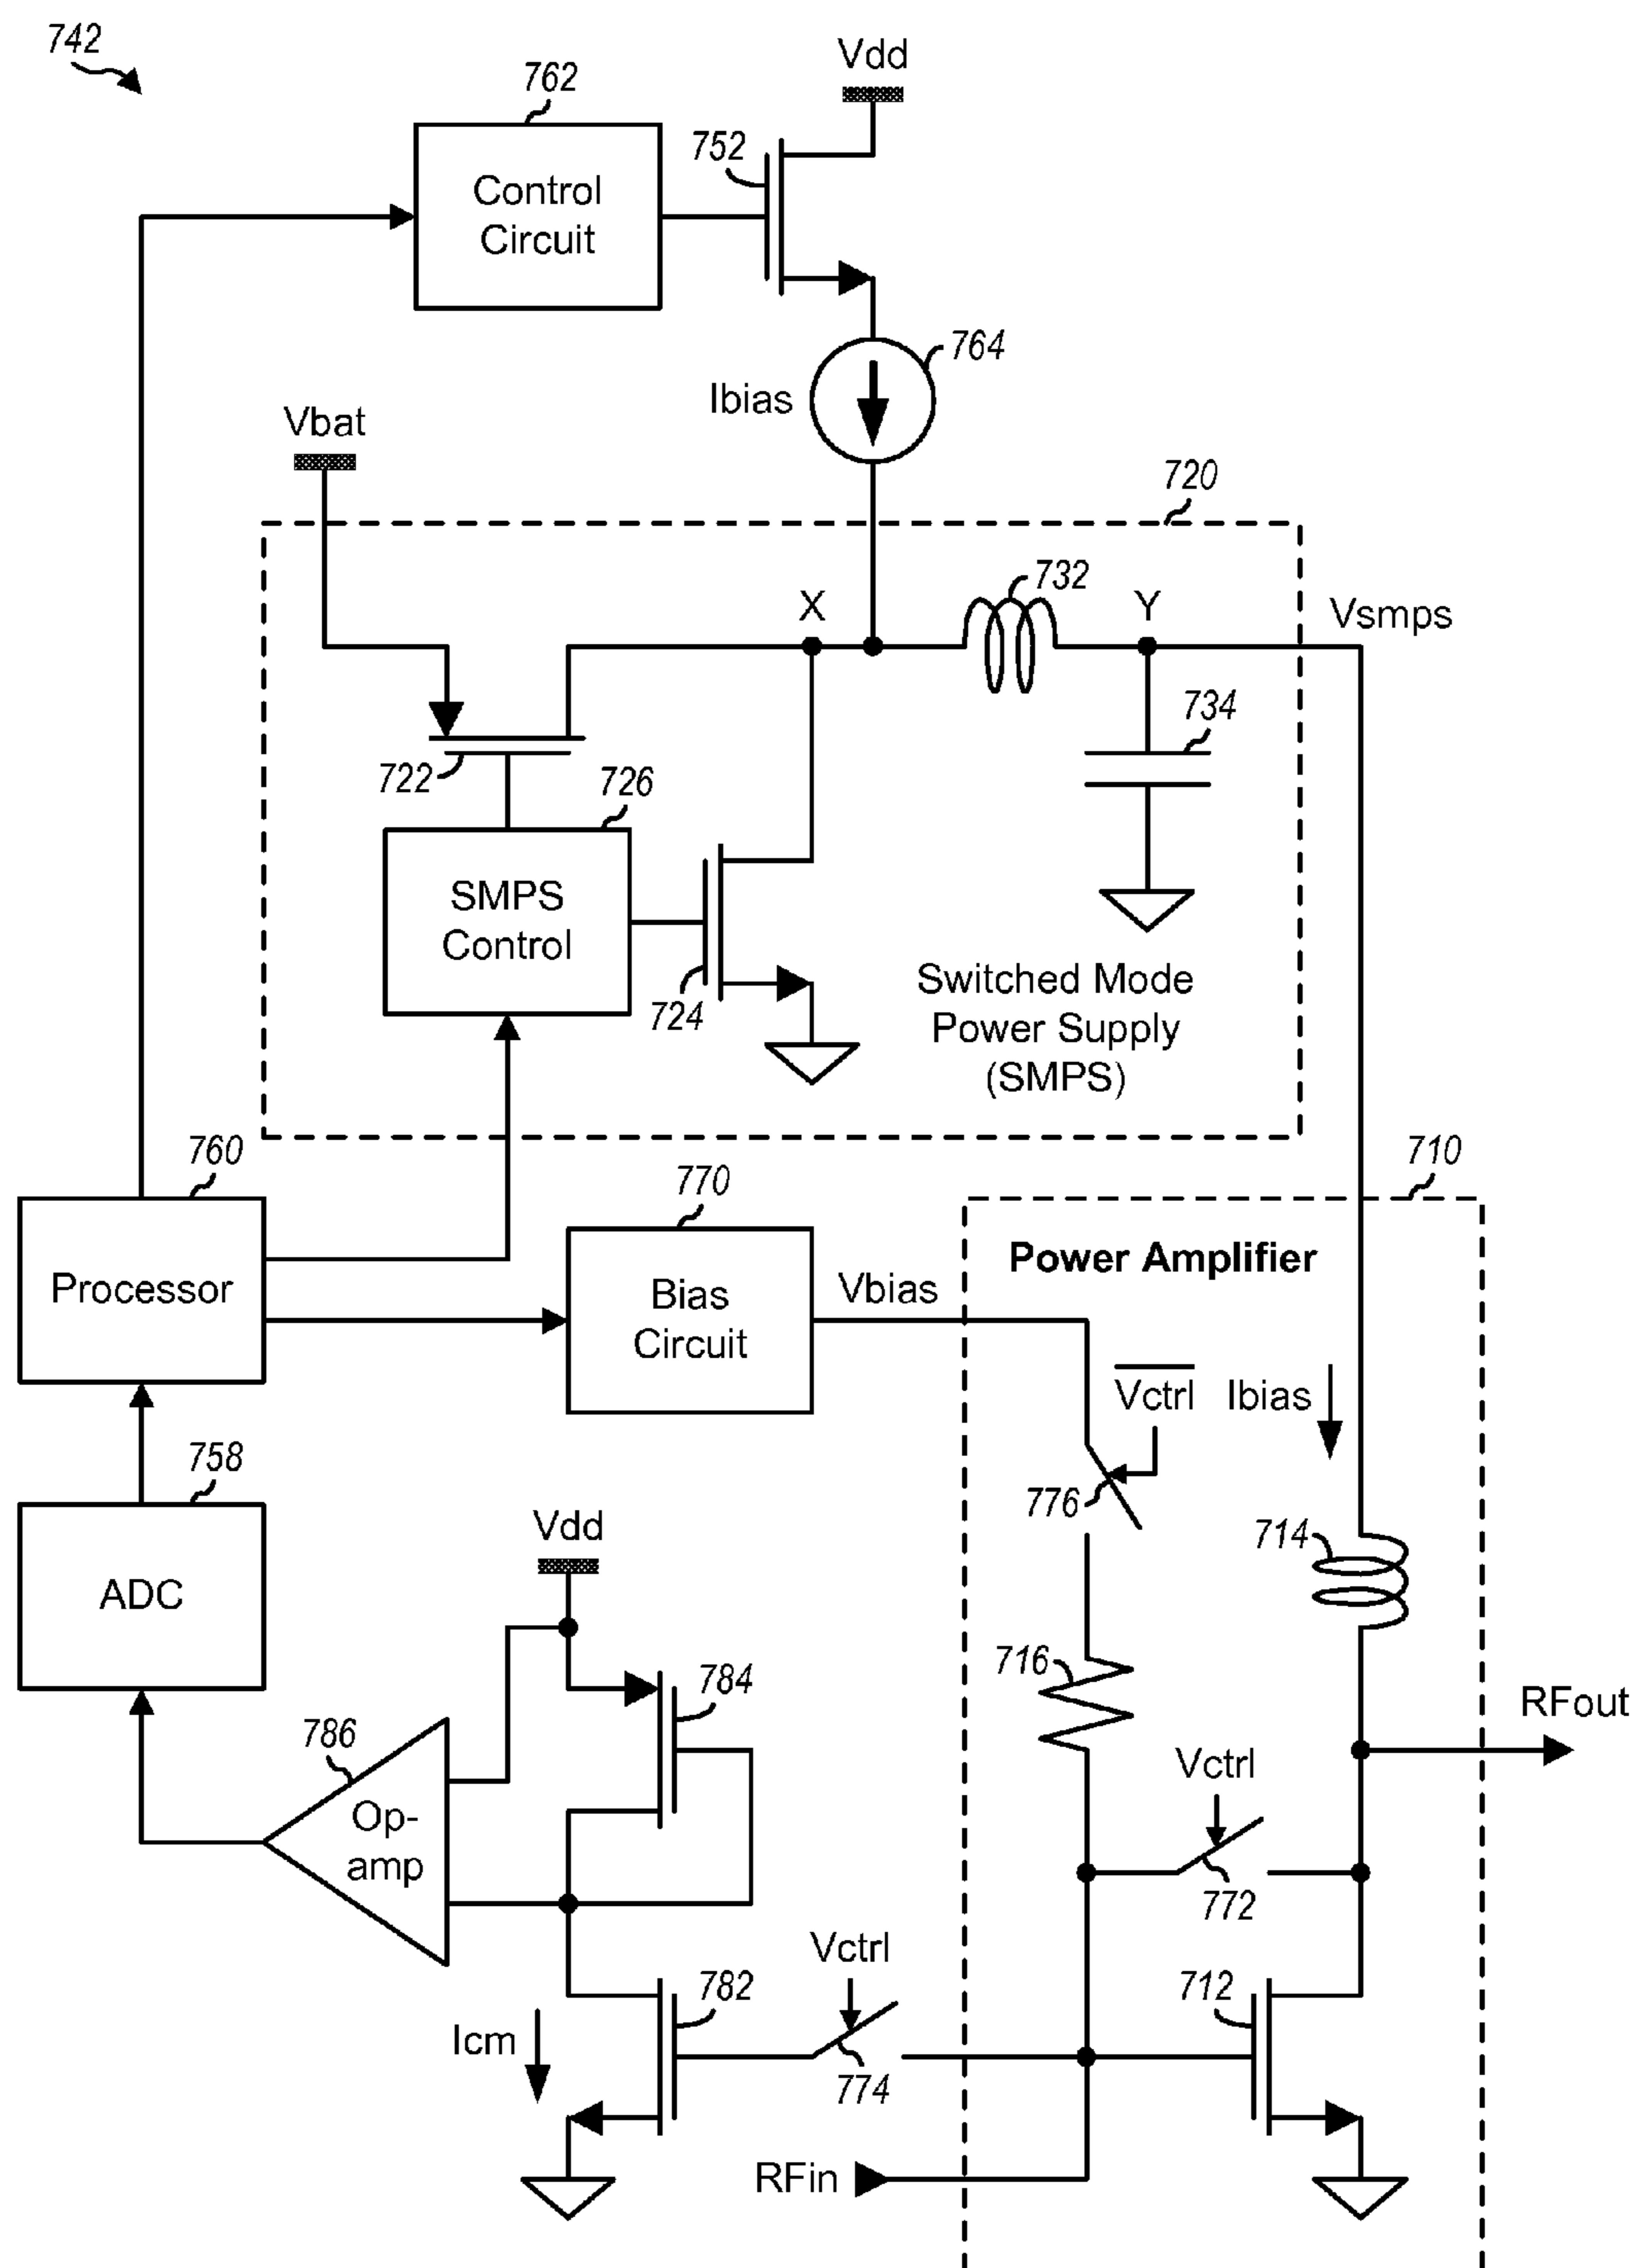 742
762
Vdd
752
Control
Circuit
764
Ibias
Vbat
720
732
X
Y
Vsmps
734
722
726
SMPS
Control
724
Switched Mode
Power Supply
(SMPS)
760
770
710
Power Amplifier
Processor
Bias
Circuit
Vbias
Vctrl
Ibias
776
758
Vdd
714
ADC
716
784
RFout
786
Vctrl
Op-
amp
772
Vctrl
782
712
Icm
774
RFin